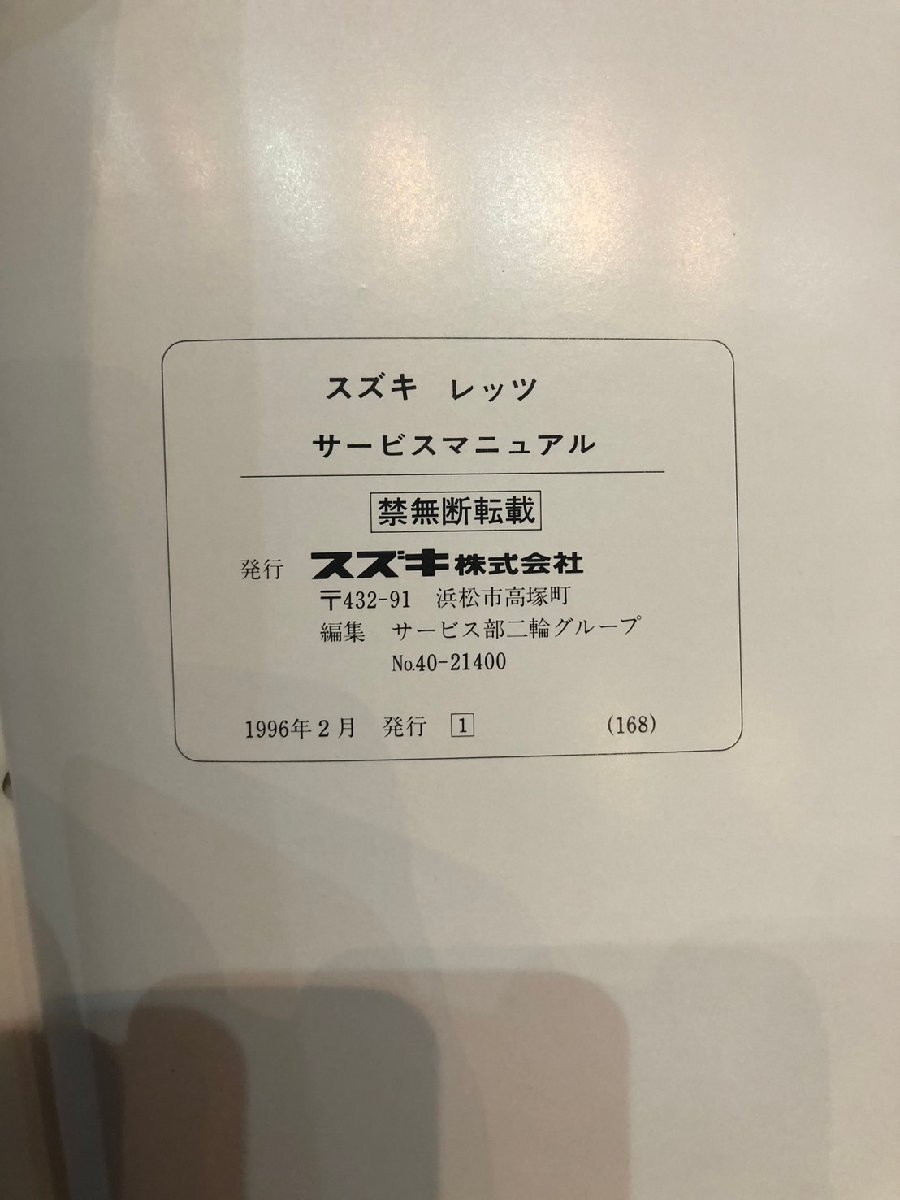 スズキ レッツ
サービスマニュアル
禁無断転載
発行 スズキ株式会社
〒432-91 浜松市高塚町
編集 サービス部二輪グループ
No.40-21400
1996年2月 発行 1 (168)